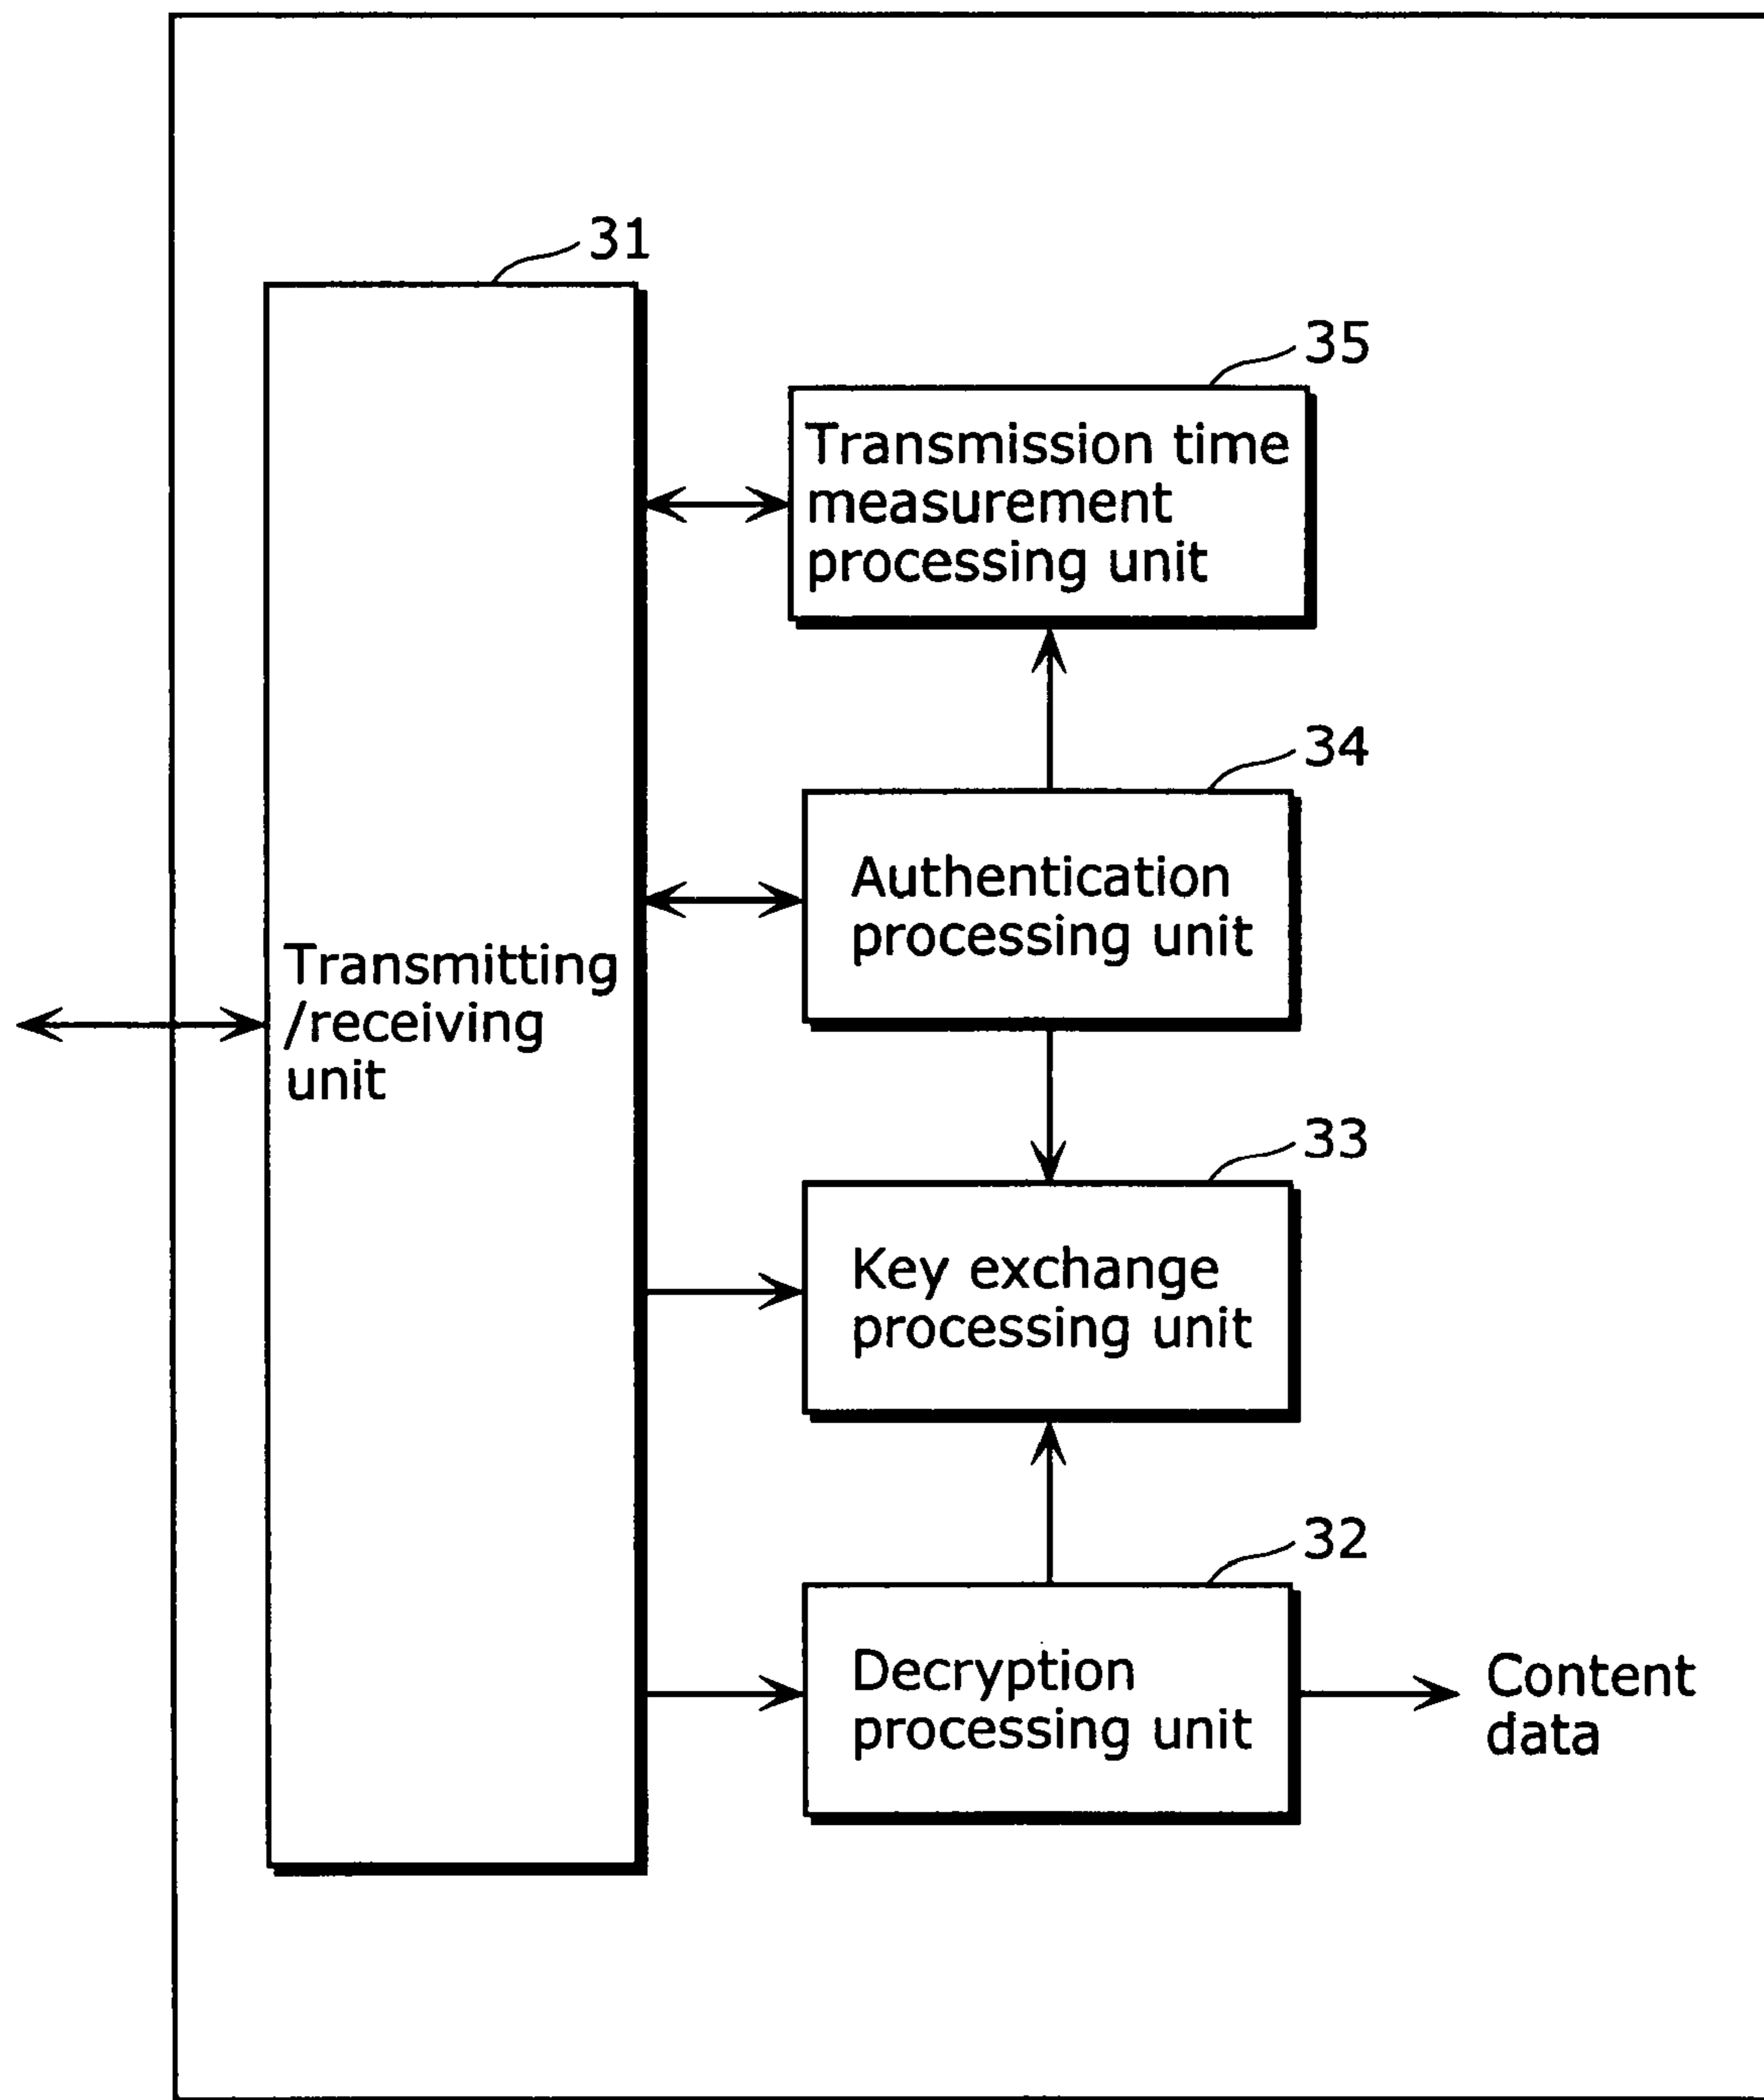 31
35
Transmission time
measurement
processing unit
34
Authentication
processing unit
Transmitting
/receiving
unit
33
Key exchange
processing unit
32
Decryption
processing unit
Content
data